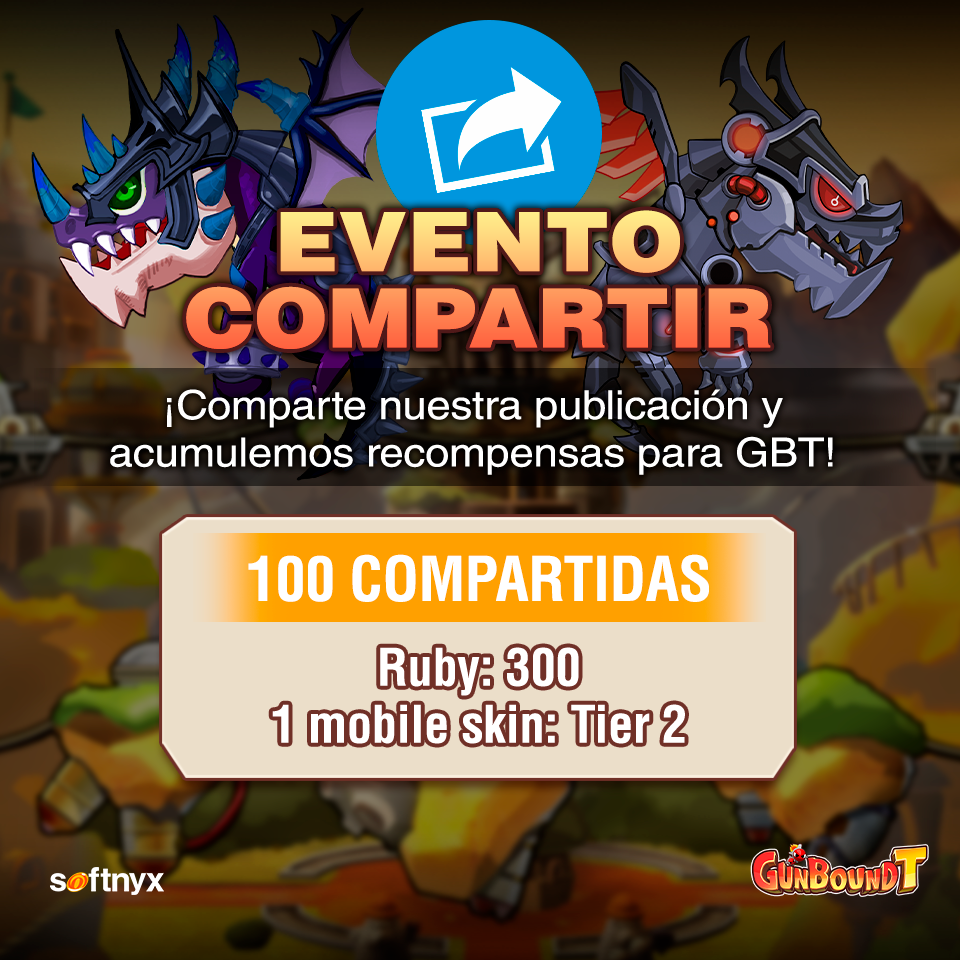 EVENTO
COMPARTIR
¡Comparte nuestra publicación y
acumulemos recompensas para GBT!
100 COMPARTIDAS
Ruby: 300
1 mobile skin: Tier 2
softnyx
GUNBOUND T